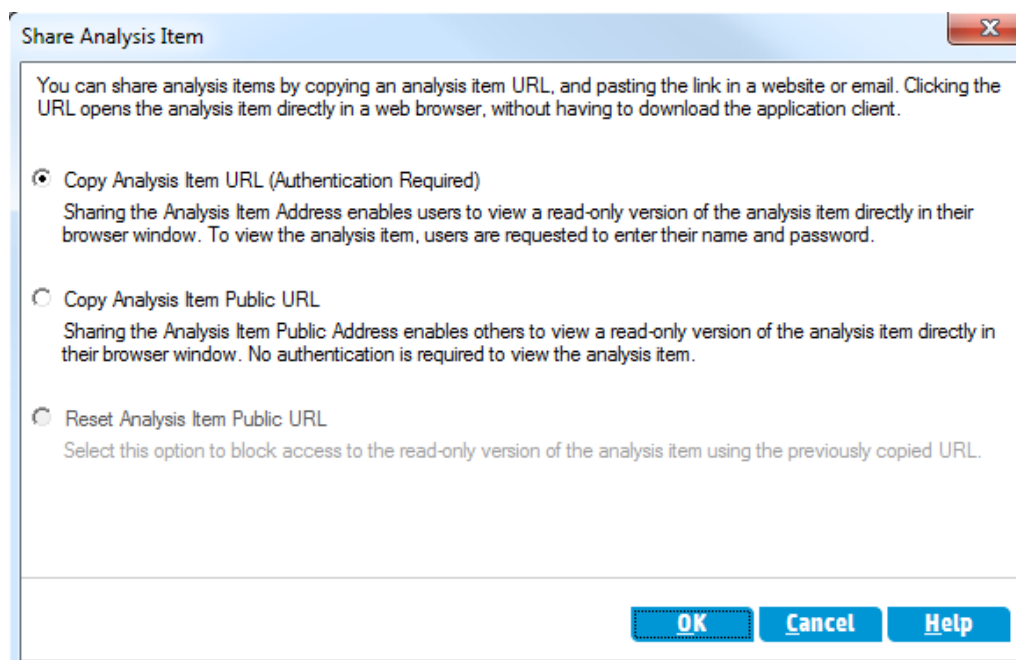 Share Analysis Item
You can share analysis items by copying an analysis item URL, and pasting the link in a website or email. Clicking the
URL opens the analysis item directly in a web browser, without having to download the application client.
Copy Analysis Item URL (Authentication Required)
Sharing the Analysis Item Address enables users to view a read-only version of the analysis item directly in their
browser window. To view the analysis item, users are requested to enter their name and password.
Copy Analysis Item Public URL
Sharing the Analysis Item Public Address enables others to view a read-only version of the analysis item directly in
their browser window. No authentication is required to view the analysis item.
Reset Analysis Item Public URL
Select this option to block access to the read-only version of the analysis item using the previously copied URL.
OK Cancel Help